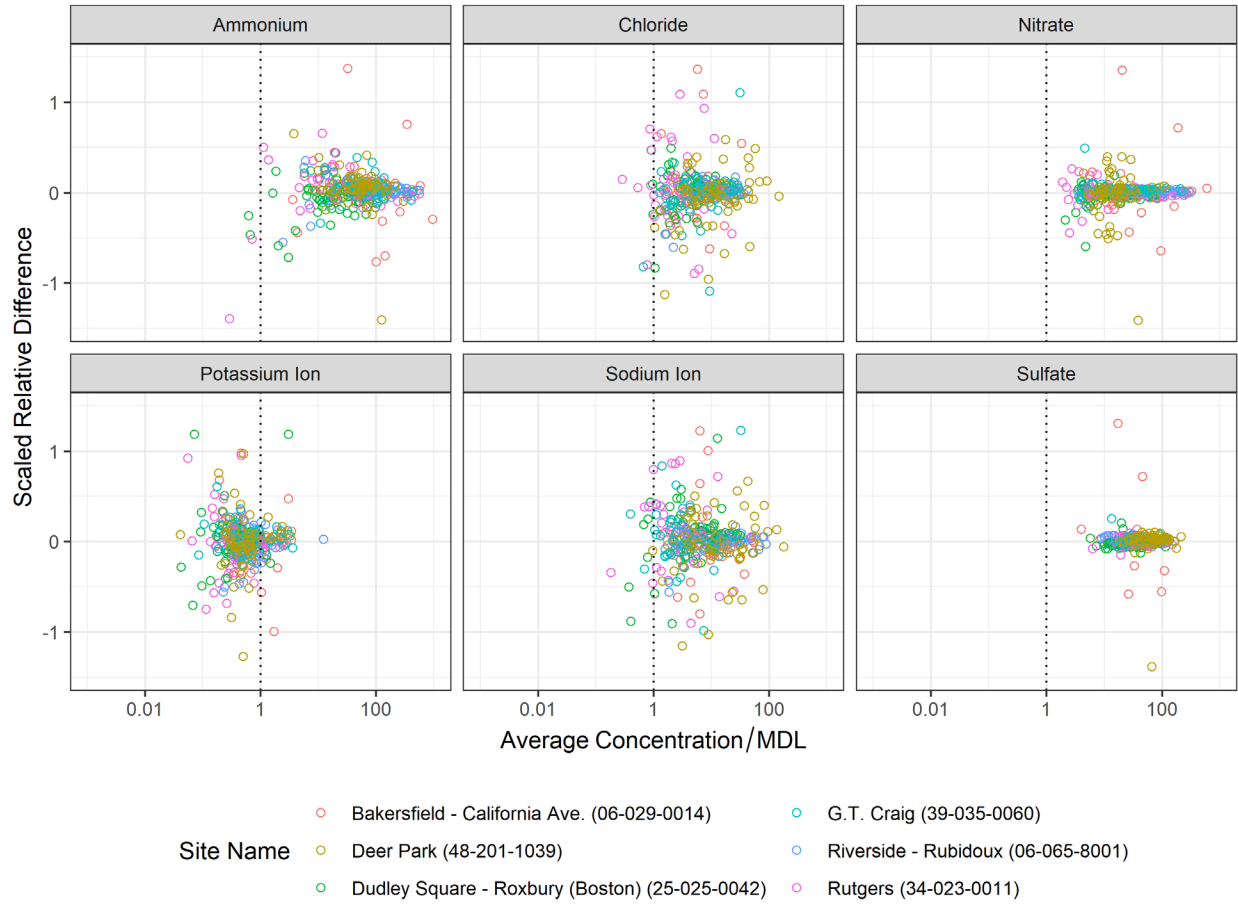 Ammonium
Chloride
Nitrate
1
0
-1
Potassium Ion
Sodium Ion
Sulfate
1
0
-1
0.01 1 100
0.01 1 100
0.01 1 100
Scaled Relative Difference
Average Concentration/MDL
Site Name
Bakersfield - California Ave. (06-029-0014)
Deer Park (48-201-1039)
Dudley Square - Roxbury (Boston) (25-025-0042)
G.T. Craig (39-035-0060)
Riverside - Rubidoux (06-065-8001)
Rutgers (34-023-0011)